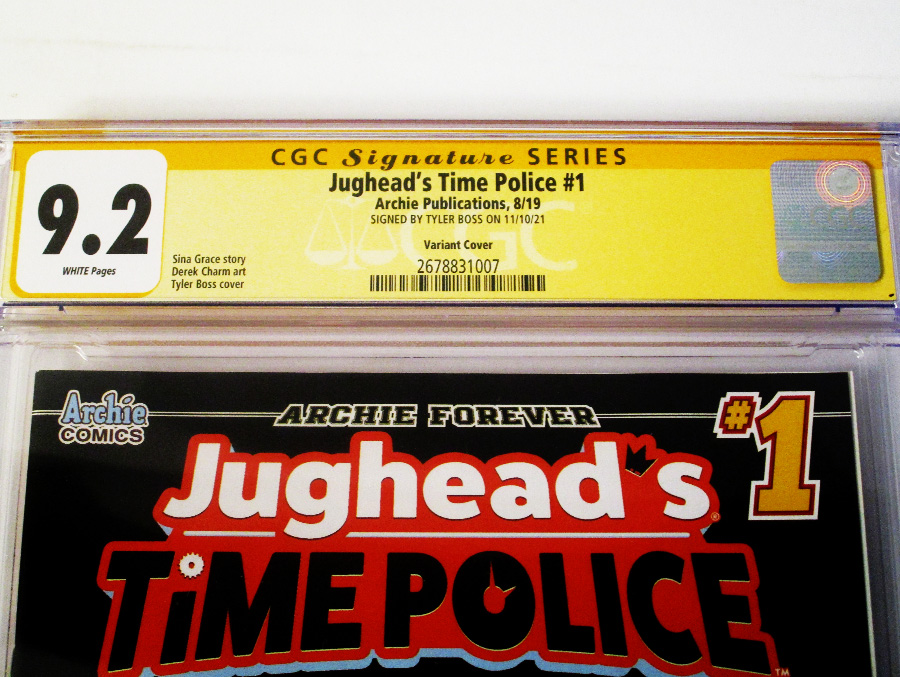 CGC Signature SERIES
Jughead's Time Police #1
Archie Publications, 8/19
SIGNED BY TYLER BOSS ON 11/10/21
Variant Cover
2678831007
9.2
WHITE Pages
Sina Grace story
Derek Charm art
Tyler Boss cover
CGC
Archie
COMICS
ARCHIE FOREVER
#1
Jughead's
®
TiME POLICE
™